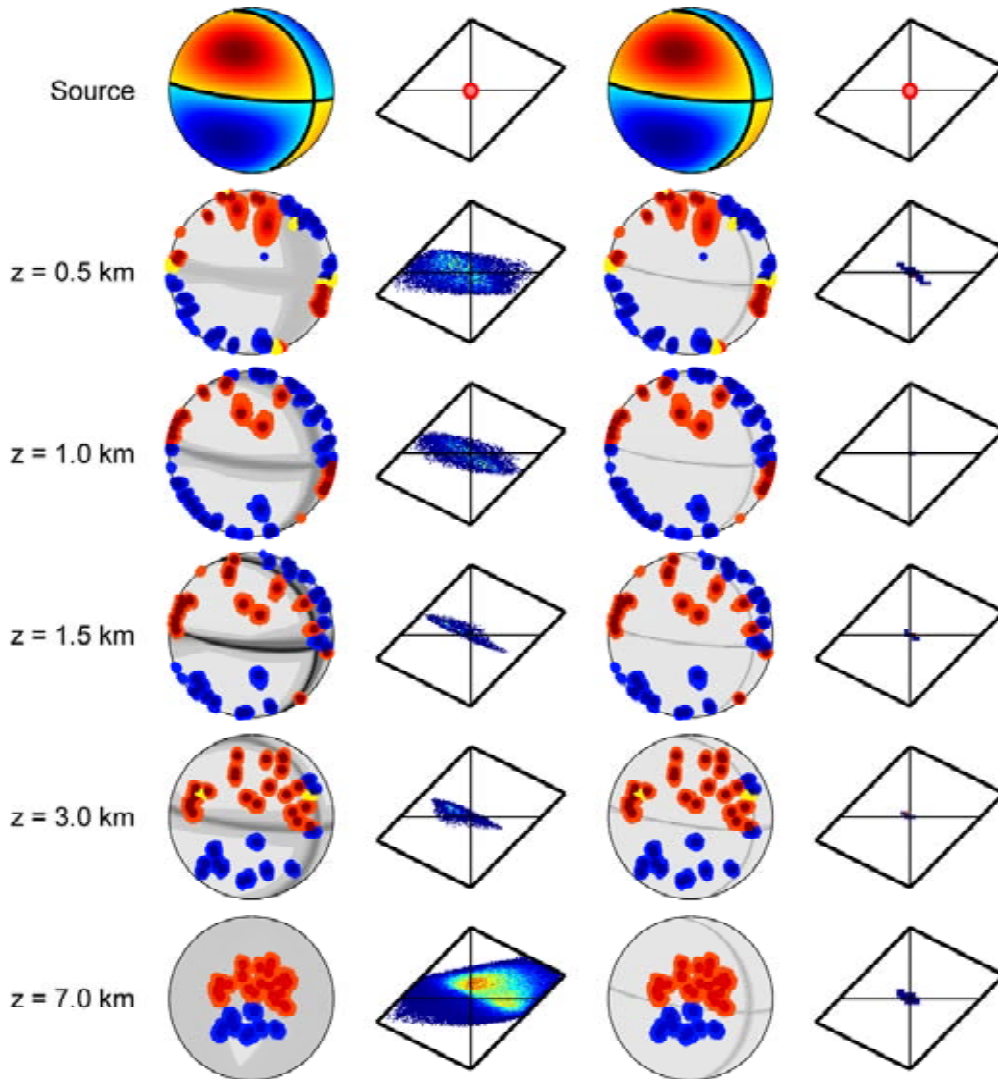 Source
z = 0.5 km
z = 1.0 km
z = 1.5 km
z = 3.0 km
z = 7.0 km